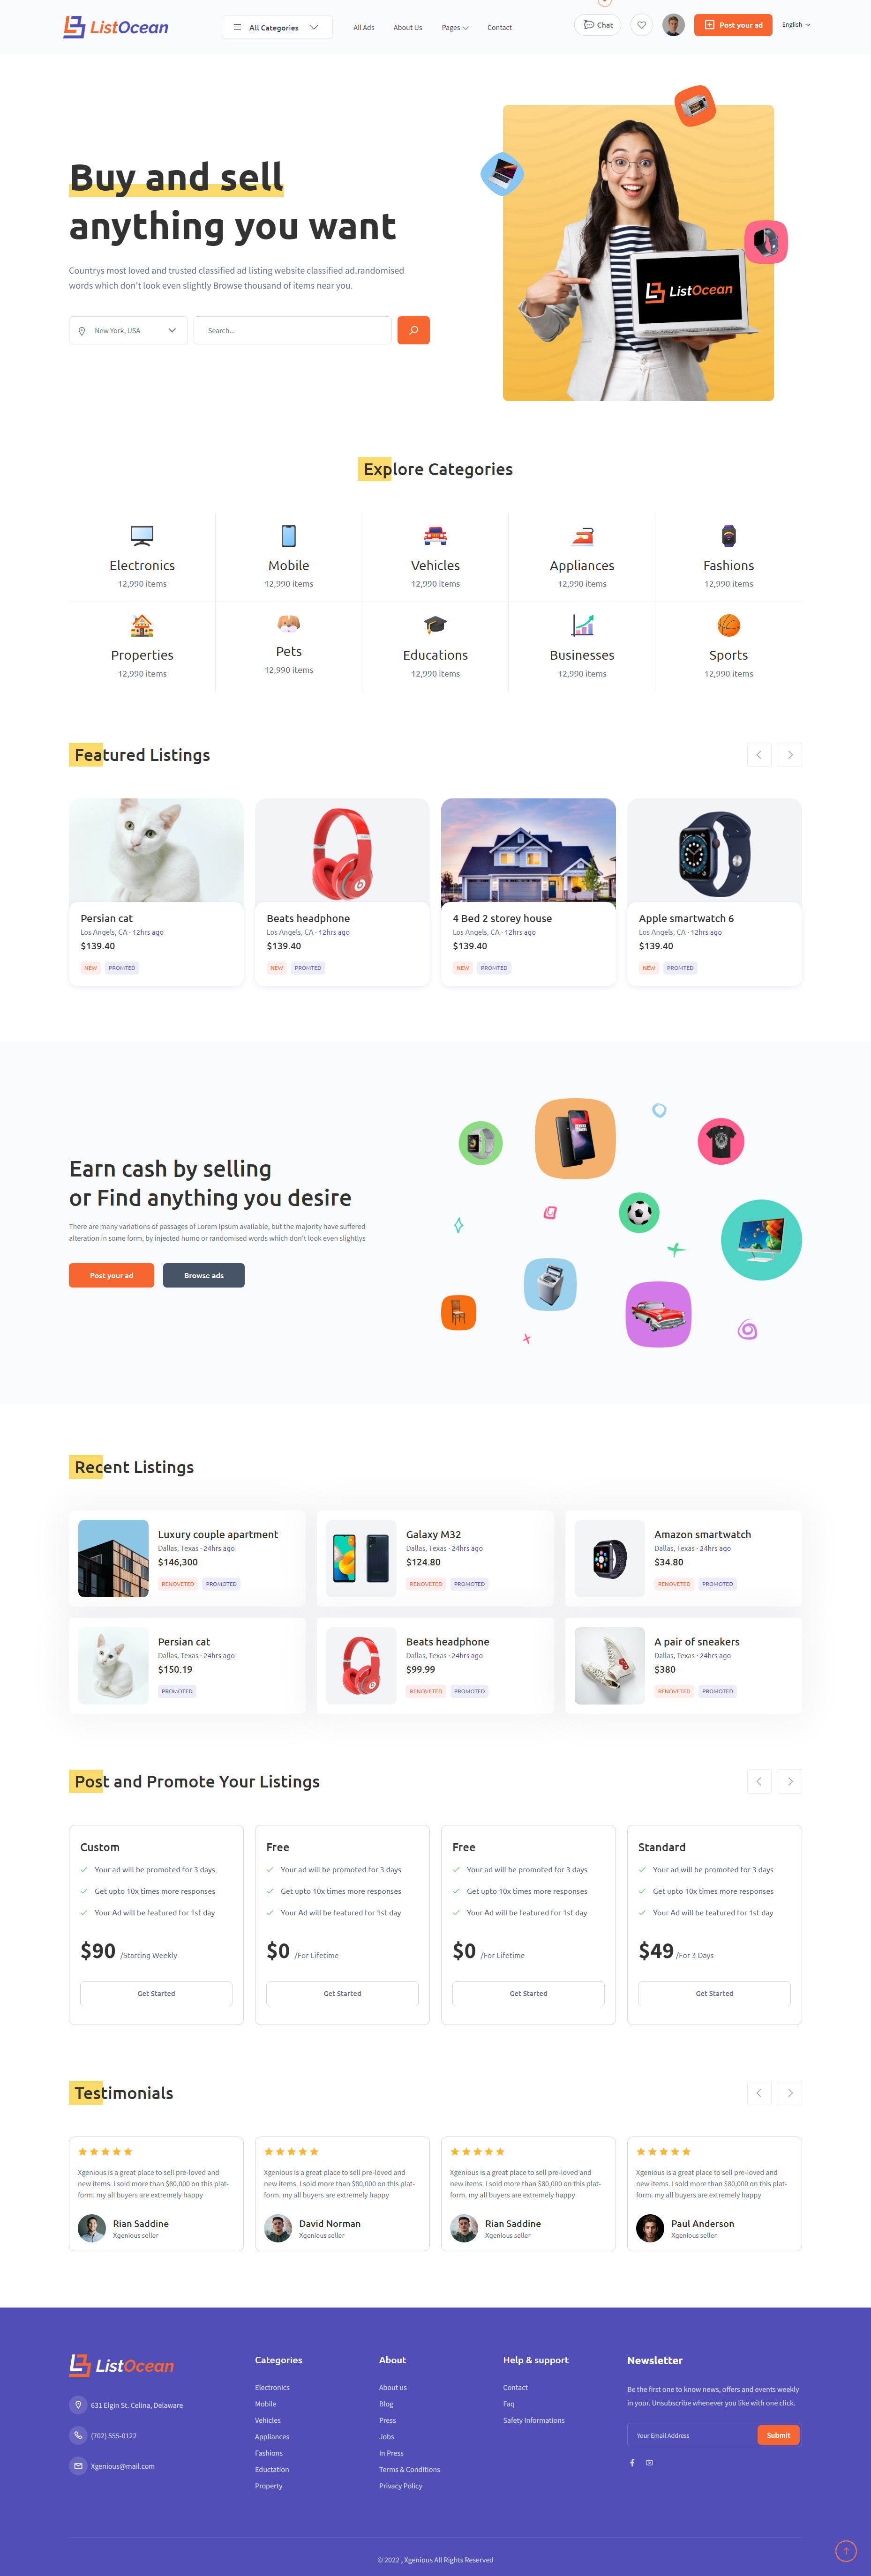 ListOcean
All Categories
All Ads
About Us
Pages
Contact
Chat
Post your ad
English
Buy and sell
anything you want
Countrys most loved and trusted classified ad listing website classified ad.randomised
words which don't look even slightly Browse thousand of items near you.
New York, USA
Search...
ListOcean
Explore Categories
Electronics
12,990 items
Mobile
12,990 items
Vehicles
12,990 items
Appliances
12,990 items
Fashions
12,990 items
Properties
12,990 items
Pets
12,990 items
Educations
12,990 items
Businesses
12,990 items
Sports
12,990 items
Featured Listings
Persian cat
Los Angels, CA · 12hrs ago
$139.40
NEW PROMTED
Beats headphone
Los Angels, CA · 12hrs ago
$139.40
NEW PROMTED
4 Bed 2 storey house
Los Angels, CA · 12hrs ago
$139.40
NEW PROMTED
Apple smartwatch 6
Los Angels, CA · 12hrs ago
$139.40
NEW PROMTED
Earn cash by selling
or Find anything you desire
There are many variations of passages of Lorem Ipsum available, but the majority have suffered
alteration in some form, by injected humo or randomised words which don't look even slightlys
Post your ad
Browse ads
Recent Listings
Luxury couple apartment
Dallas, Texas · 24hrs ago
$146,300
RENOVETED PROMOTED
Galaxy M32
Dallas, Texas · 24hrs ago
$124.80
RENOVETED PROMOTED
Amazon smartwatch
Dallas, Texas · 24hrs ago
$34.80
RENOVETED PROMOTED
Persian cat
Dallas, Texas · 24hrs ago
$150.19
PROMOTED
Beats headphone
Dallas, Texas · 24hrs ago
$99.99
RENOVETED PROMOTED
A pair of sneakers
Dallas, Texas · 24hrs ago
$380
RENOVETED PROMOTED
Post and Promote Your Listings
Custom
Your ad will be promoted for 3 days
Get upto 10x times more responses
Your Ad will be featured for 1st day
$90 /Starting Weekly
Get Started
Free
Your ad will be promoted for 3 days
Get upto 10x times more responses
Your Ad will be featured for 1st day
$0 /For Lifetime
Get Started
Free
Your ad will be promoted for 3 days
Get upto 10x times more responses
Your Ad will be featured for 1st day
$0 /For Lifetime
Get Started
Standard
Your ad will be promoted for 3 days
Get upto 10x times more responses
Your Ad will be featured for 1st day
$49 /For 3 Days
Get Started
Testimonials
Xgenious is a great place to sell pre-loved and
new items. I sold more than $80,000 on this plat-
form. my all buyers are extremely happy
Rian Saddine
Xgenious seller
Xgenious is a great place to sell pre-loved and
new items. I sold more than $80,000 on this plat-
form. my all buyers are extremely happy
David Norman
Xgenious seller
Xgenious is a great place to sell pre-loved and
new items. I sold more than $80,000 on this plat-
form. my all buyers are extremely happy
Rian Saddine
Xgenious seller
Xgenious is a great place to sell pre-loved and
new items. I sold more than $80,000 on this plat-
form. my all buyers are extremely happy
Paul Anderson
Xgenious seller
ListOcean
631 Elgin St. Celina, Delaware
(702) 555-0122
Xgenious@mail.com
Categories
Electronics
Mobile
Vehicles
Appliances
Fashions
Eductation
Property
About
About us
Blog
Press
Jobs
In Press
Terms & Conditions
Privacy Policy
Help & support
Contact
Faq
Safety Informations
Newsletter
Be the first one to know news, offers and events weekly
in your. Unsubscribe whenever you like with one click.
Your Email Address
Submit
© 2022 , Xgenious All Rights Reserved